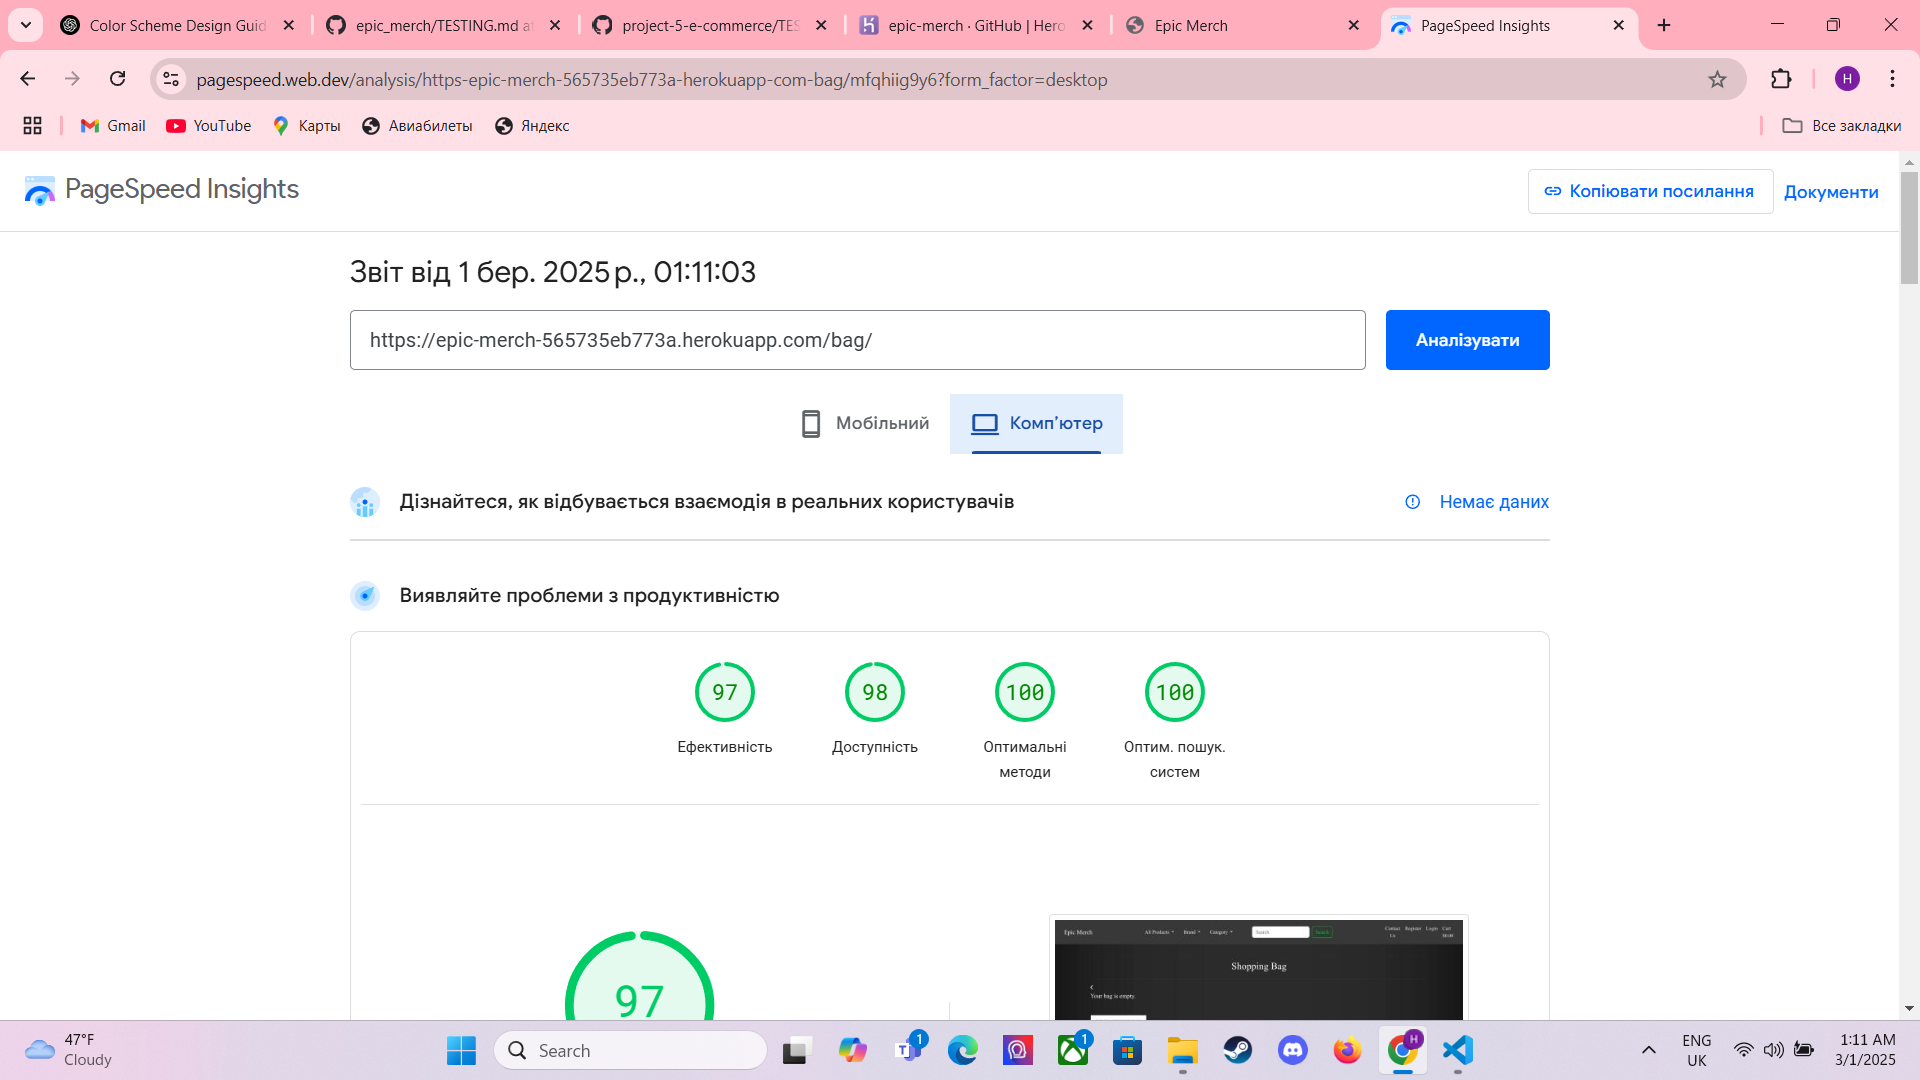 Color Scheme Design Guid
epic_merch/TESTING.md at
project-5-e-commerce/TES
epic-merch · GitHub | Hero
Epic Merch
PageSpeed Insights
pagespeed.web.dev/analysis/https-epic-merch-565735eb773a-herokuapp-com-bag/mfqhiig9y6?form_factor=desktop
H
Gmail
YouTube
Карты
Авиабилеты
Яндекс
Все закладки
PageSpeed Insights
Копіювати посилання
Документи
Звіт від 1 бер. 2025 р., 01:11:03
https://epic-merch-565735eb773a.herokuapp.com/bag/
Аналізувати
Мобільний
Комп’ютер
Дізнайтеся, як відбувається взаємодія в реальних користувачів
Немає даних
Виявляйте проблеми з продуктивністю
97
98
100
100
Ефективність
Доступність
Оптимальні методи
Оптим. пошук. систем
97
Epic Merch
All Products
Brand
Category
Search
Search
Contact Us
Register
Login
Cart
$0.00
Shopping Bag
Your bag is empty.
47°F
Cloudy
Search
1
1
H
ENG
UK
1:11 AM
3/1/2025